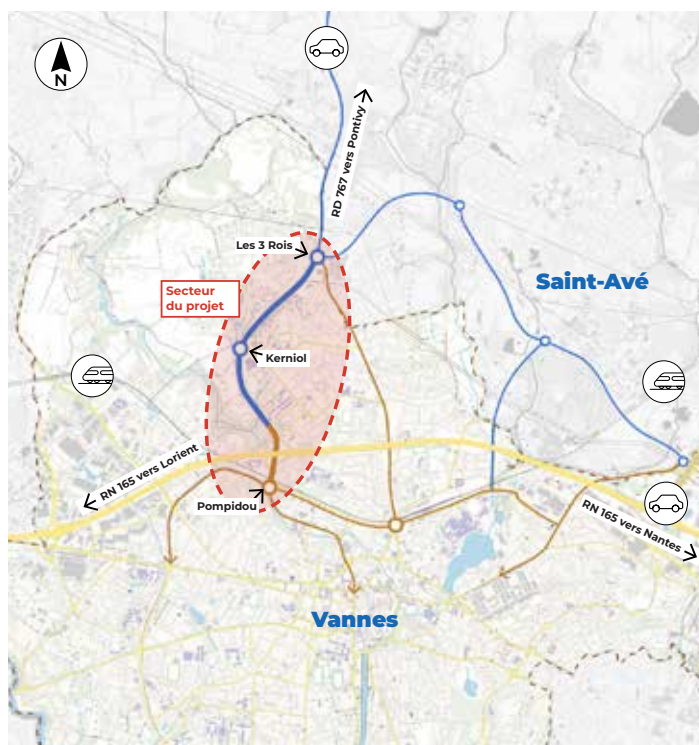 N
RD 767 vers Pontivy
Les 3 Rois
Saint-Avé
Secteur
du projet
Kerniol
RN 165 vers Lorient
Pompidou
RN 165 vers Nantes
Vannes